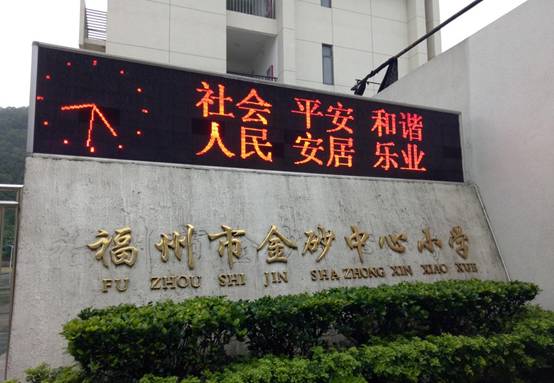 社会 平安 和谐
人民 安居 乐业
福州市金砂中心小学
FU ZHOU SHI JIN SHA ZHONG XIN XIAO XUE